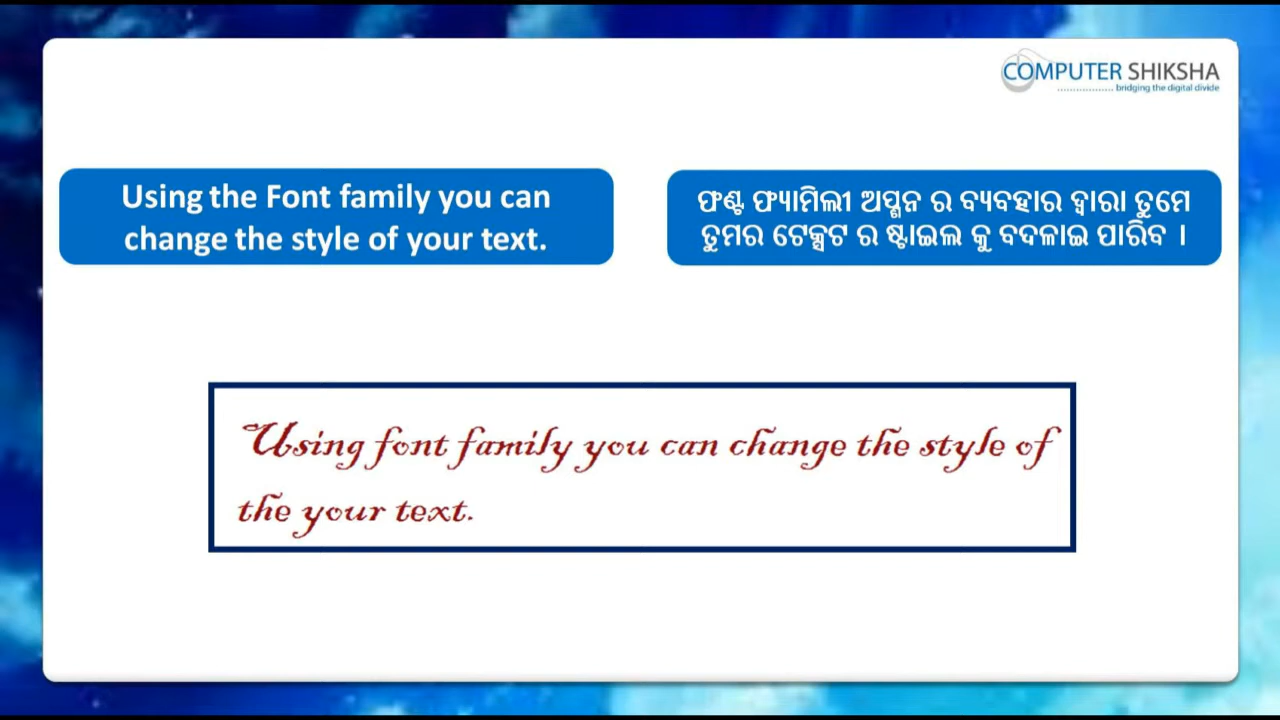 COMPUTER SHIKSHA
bridging the digital divide
Using the Font family you can
change the style of your text.
ଫଣ୍ଟ ଫ୍ୟାମିଲୀ ଅପ୍ସନ ର ବ୍ୟବହାର ଦ୍ଵାରା ତୁମେ
ତୁମର ଟେକ୍ସଟ ର ଷ୍ଟାଇଲ କୁ ବଦଳାଇ ପାରିବ ।
Using font family you can change the style of
the your text.